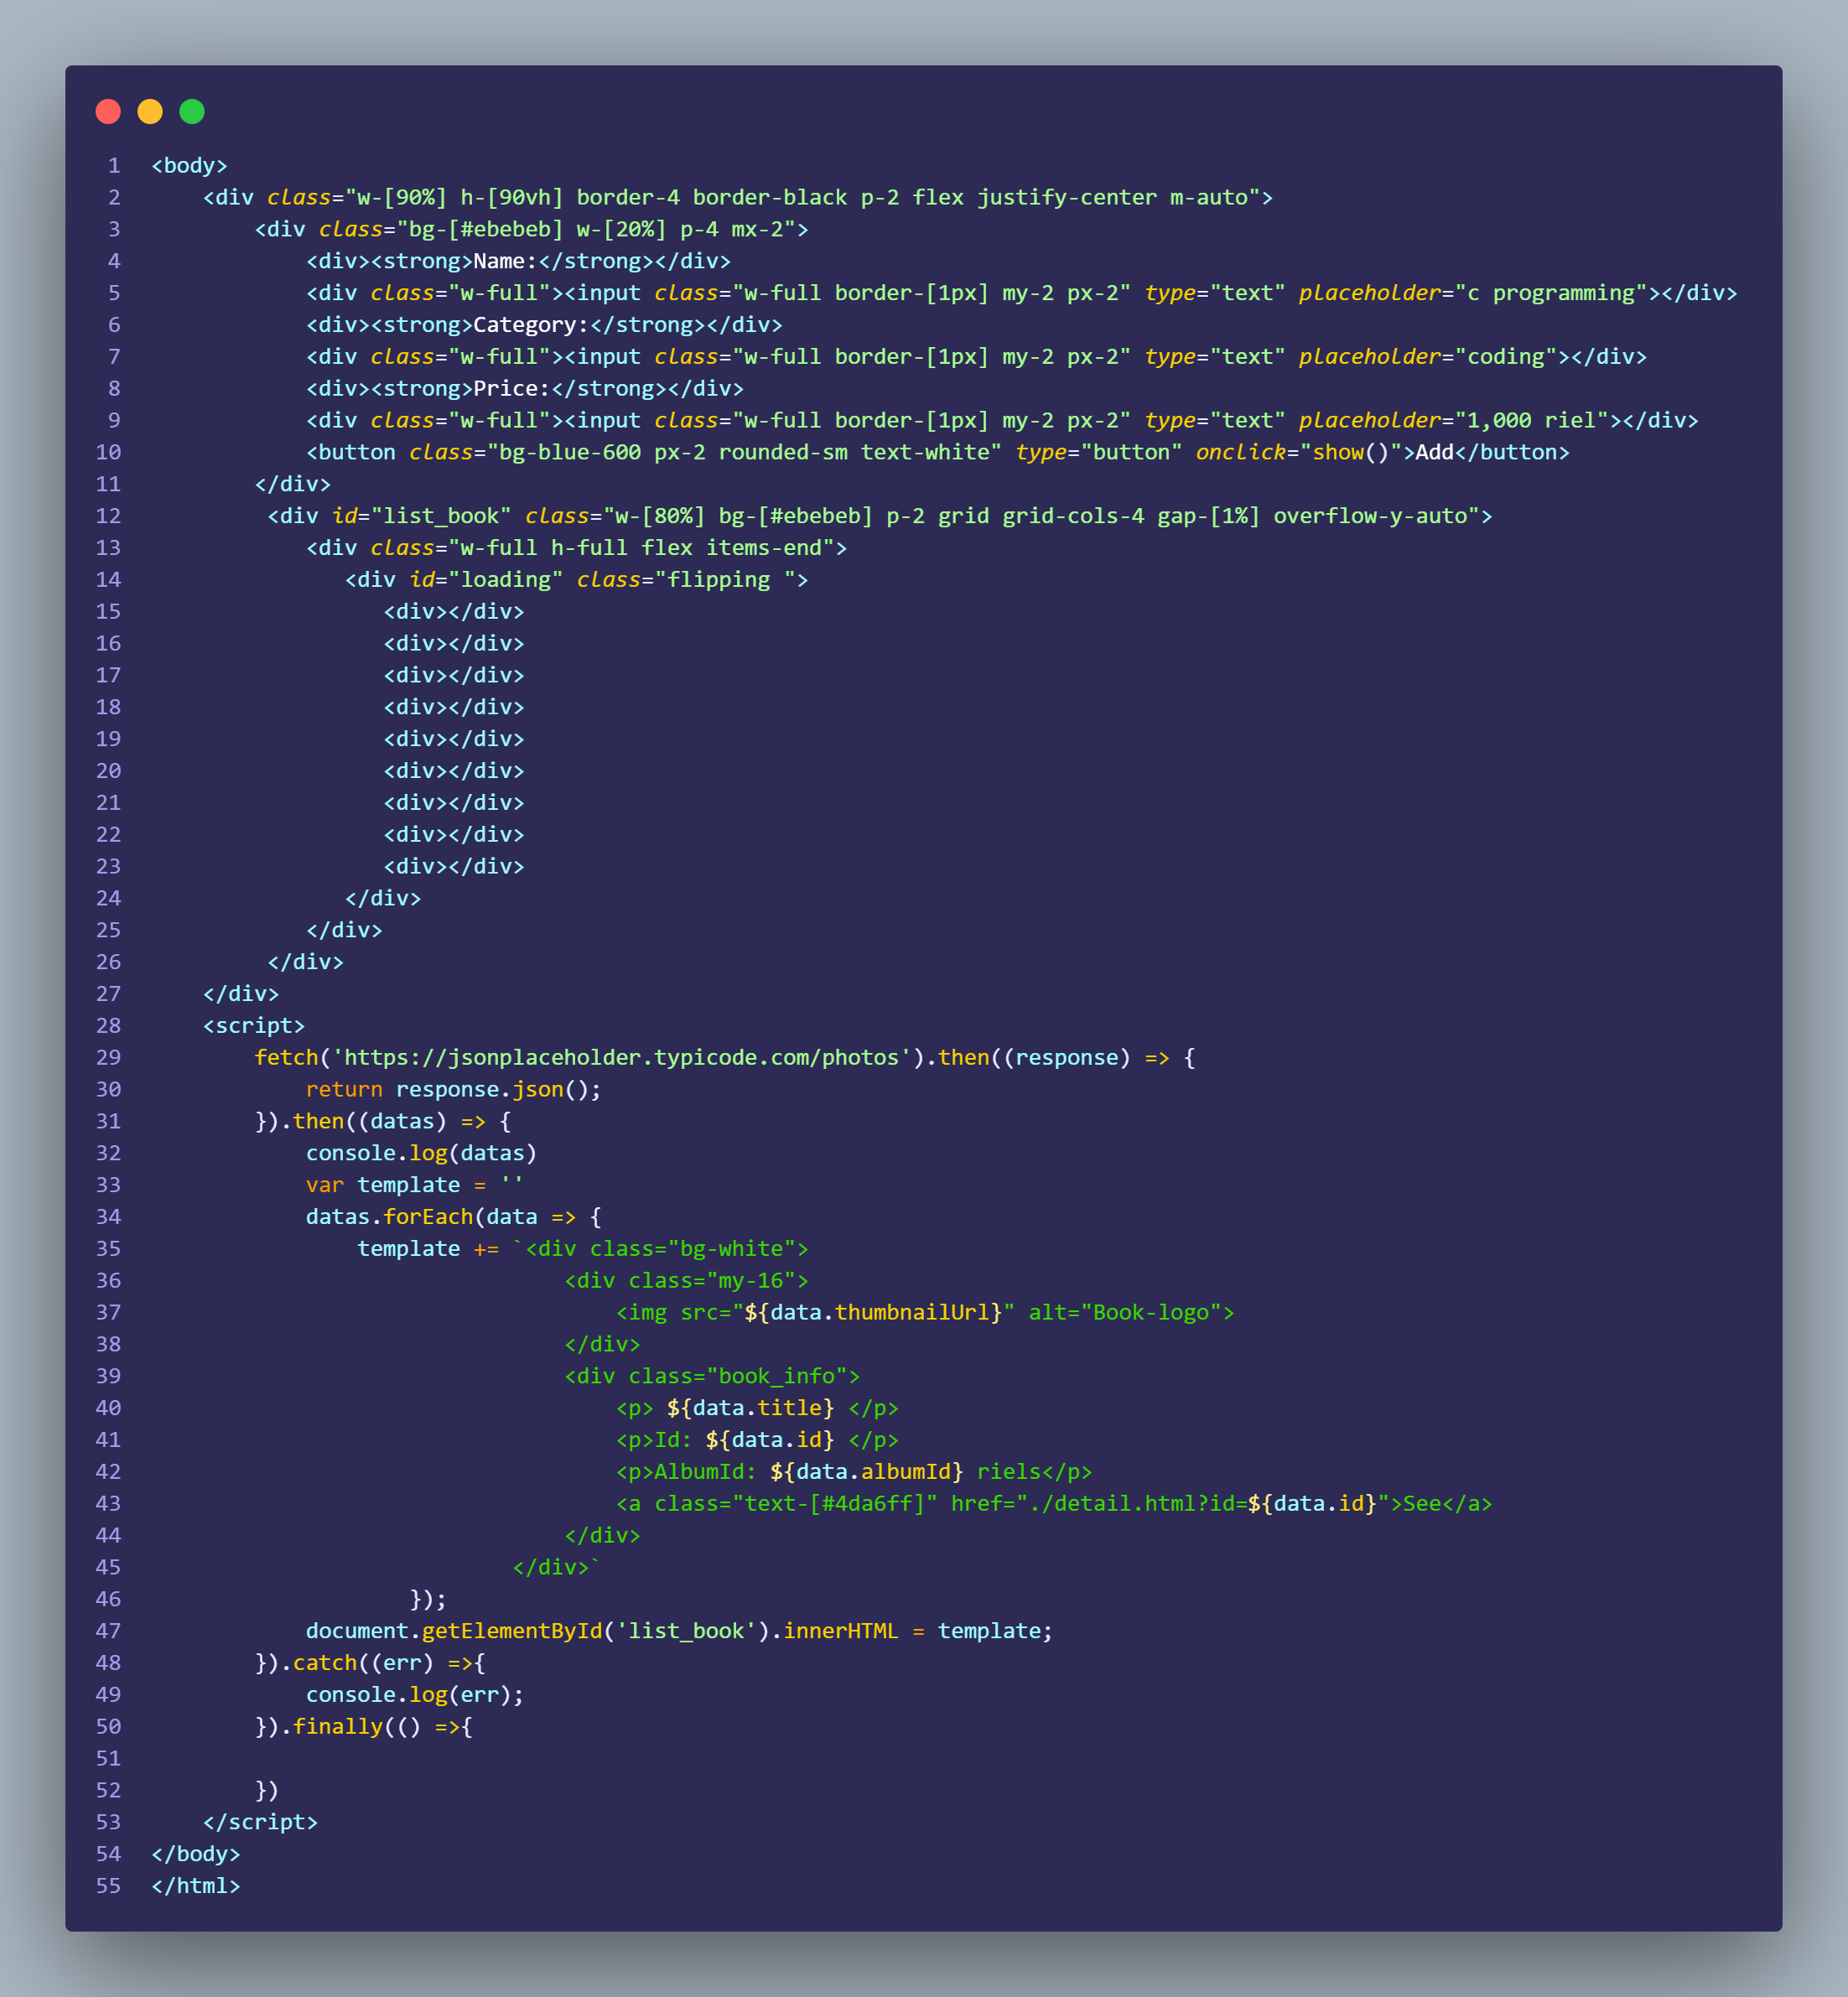 1 <body>
2     <div class="w-[90%] h-[90vh] border-4 border-black p-2 flex justify-center m-auto">
3         <div class="bg-[#ebebeb] w-[20%] p-4 mx-2">
4             <div><strong>Name:</strong></div>
5             <div class="w-full"><input class="w-full border-[1px] my-2 px-2" type="text" placeholder="c programming"></div>
6             <div><strong>Category:</strong></div>
7             <div class="w-full"><input class="w-full border-[1px] my-2 px-2" type="text" placeholder="coding"></div>
8             <div><strong>Price:</strong></div>
9             <div class="w-full"><input class="w-full border-[1px] my-2 px-2" type="text" placeholder="1,000 riel"></div>
10             <button class="bg-blue-600 px-2 rounded-sm text-white" type="button" onclick="show()">Add</button>
11         </div>
12          <div id="list_book" class="w-[80%] bg-[#ebebeb] p-2 grid grid-cols-4 gap-[1%] overflow-y-auto">
13             <div class="w-full h-full flex items-end">
14                <div id="loading" class="flipping ">
15                   <div></div>
16                   <div></div>
17                   <div></div>
18                   <div></div>
19                   <div></div>
20                   <div></div>
21                   <div></div>
22                   <div></div>
23                   <div></div>
24                </div>
25             </div>
26          </div>
27     </div>
28     <script>
29         fetch('https://jsonplaceholder.typicode.com/photos').then((response) => {
30             return response.json();
31         }).then((datas) => {
32             console.log(datas)
33             var template = ''
34             datas.forEach(data => {
35                 template += `<div class="bg-white">
36                                 <div class="my-16">
37                                     <img src="${data.thumbnailUrl}" alt="Book-logo">
38                                 </div>
39                                 <div class="book_info">
40                                     <p> ${data.title} </p>
41                                     <p>Id: ${data.id} </p>
42                                     <p>AlbumId: ${data.albumId} riels</p>
43                                     <a class="text-[#4da6ff]" href="./detail.html?id=${data.id}">See</a>
44                                 </div>
45                             </div>`
46                     });
47             document.getElementById('list_book').innerHTML = template;
48         }).catch((err) =>{
49             console.log(err);
50         }).finally(() =>{
51
52         })
53     </script>
54 </body>
55 </html>